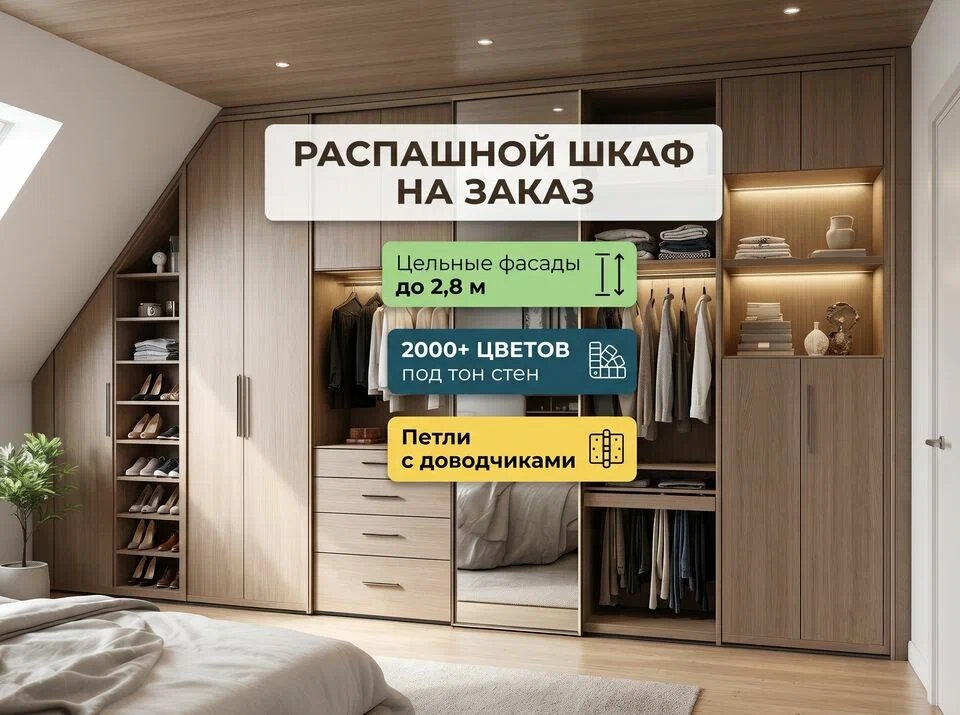 РАСПАШНОЙ ШКАФ
НА ЗАКАЗ
Цельные фасады
до 2,8 м
2000+ ЦВЕТОВ
под тон стен
Петли
с доводчиками